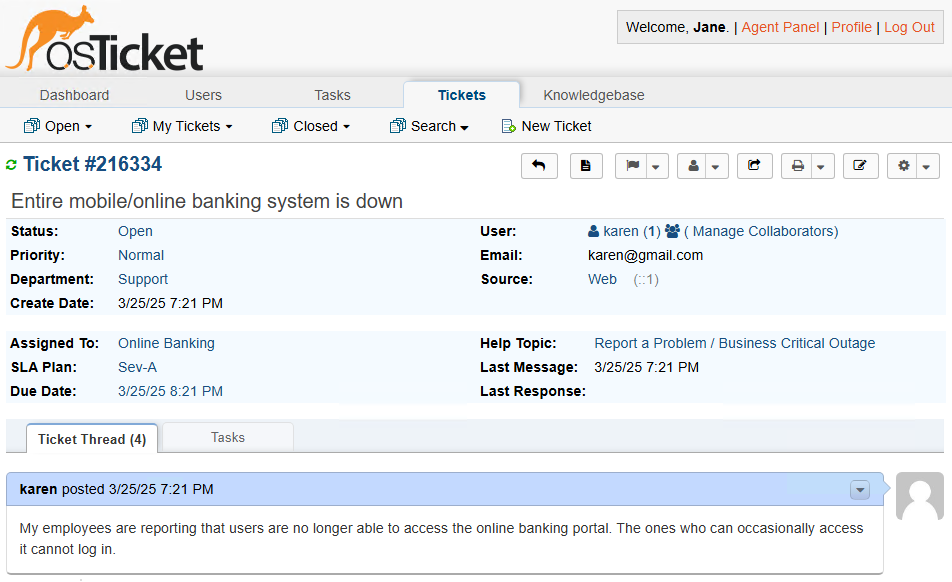 osTicket
Welcome, Jane. | Agent Panel | Profile | Log Out
Dashboard Users Tasks Tickets Knowledgebase
Open My Tickets Closed Search New Ticket
Ticket #216334
Entire mobile/online banking system is down
Status: Open User: karen (1) ( Manage Collaborators)
Priority: Normal Email: karen@gmail.com
Department: Support Source: Web (::1)
Create Date: 3/25/25 7:21 PM
Assigned To: Online Banking Help Topic: Report a Problem / Business Critical Outage
SLA Plan: Sev-A Last Message: 3/25/25 7:21 PM
Due Date: 3/25/25 8:21 PM Last Response:
Ticket Thread (4) Tasks
karen posted 3/25/25 7:21 PM
My employees are reporting that users are no longer able to access the online banking portal. The ones who can occasionally access
it cannot log in.